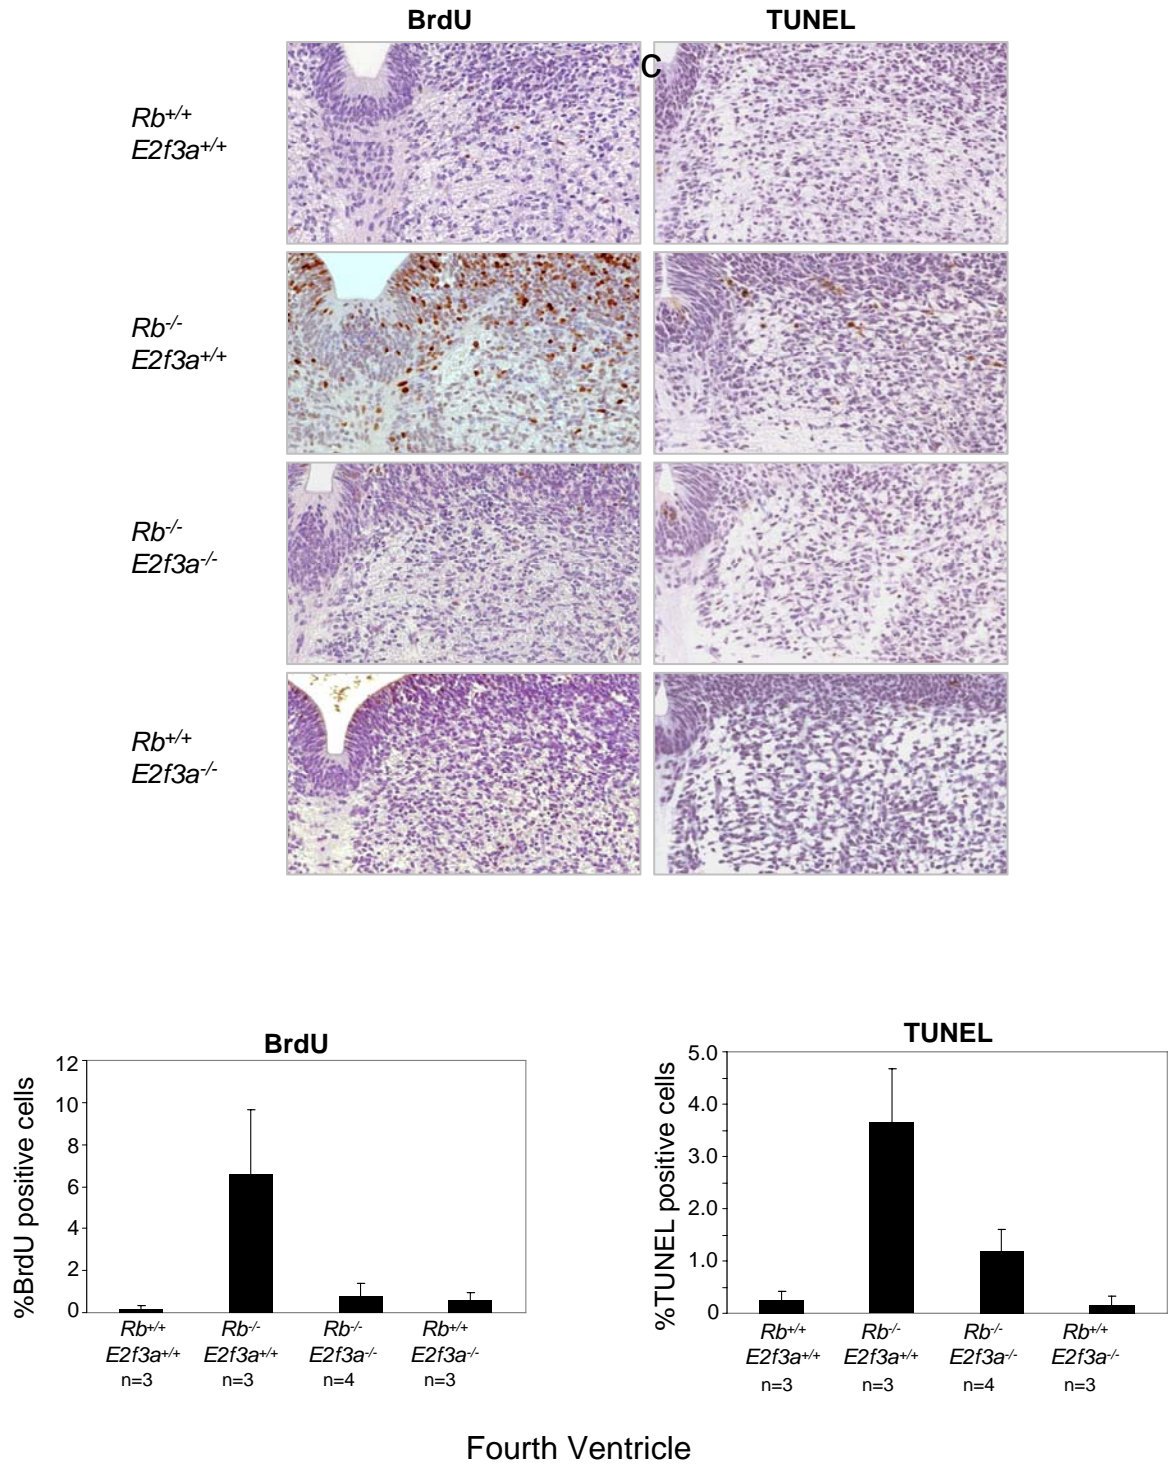 BrdU TUNEL
c
Rb+/+
E2f3a+/+
Rb-/-
E2f3a+/+
Rb-/-
E2f3a-/-
Rb+/+
E2f3a-/-
BrdU
%BrdU positive cells
12
10
8
6
4
2
0
Rb+/+ Rb-/- Rb-/- Rb+/+
E2f3a+/+ E2f3a+/+ E2f3a-/- E2f3a-/-
n=3 n=3 n=4 n=3
TUNEL
%TUNEL positive cells
5.0
4.0
3.0
2.0
1.0
0
Rb+/+ Rb-/- Rb-/- Rb+/+
E2f3a+/+ E2f3a+/+ E2f3a-/- E2f3a-/-
n=3 n=3 n=4 n=3
Fourth Ventricle